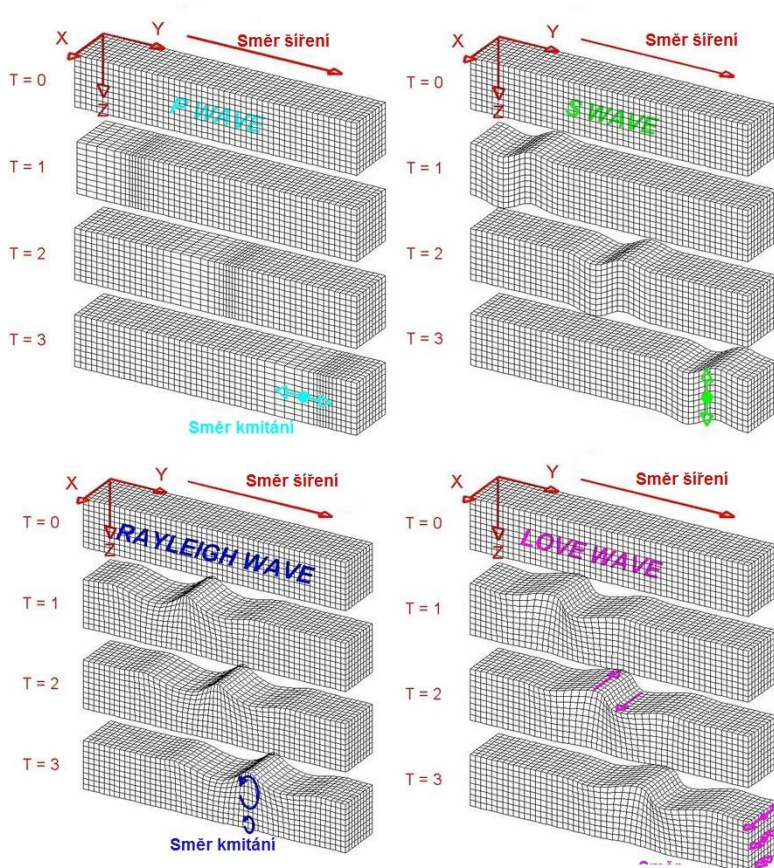 X Y Směr šíření
Z
T = 0
P WAVE
T = 1
T = 2
T = 3
Směr kmitání
X Y Směr šíření
Z
T = 0
S WAVE
T = 1
T = 2
T = 3
X Y Směr šíření
Z
T = 0
RAYLEIGH WAVE
T = 1
T = 2
T = 3
Směr kmitání
X Y Směr šíření
Z
T = 0
LOVE WAVE
T = 1
T = 2
T = 3